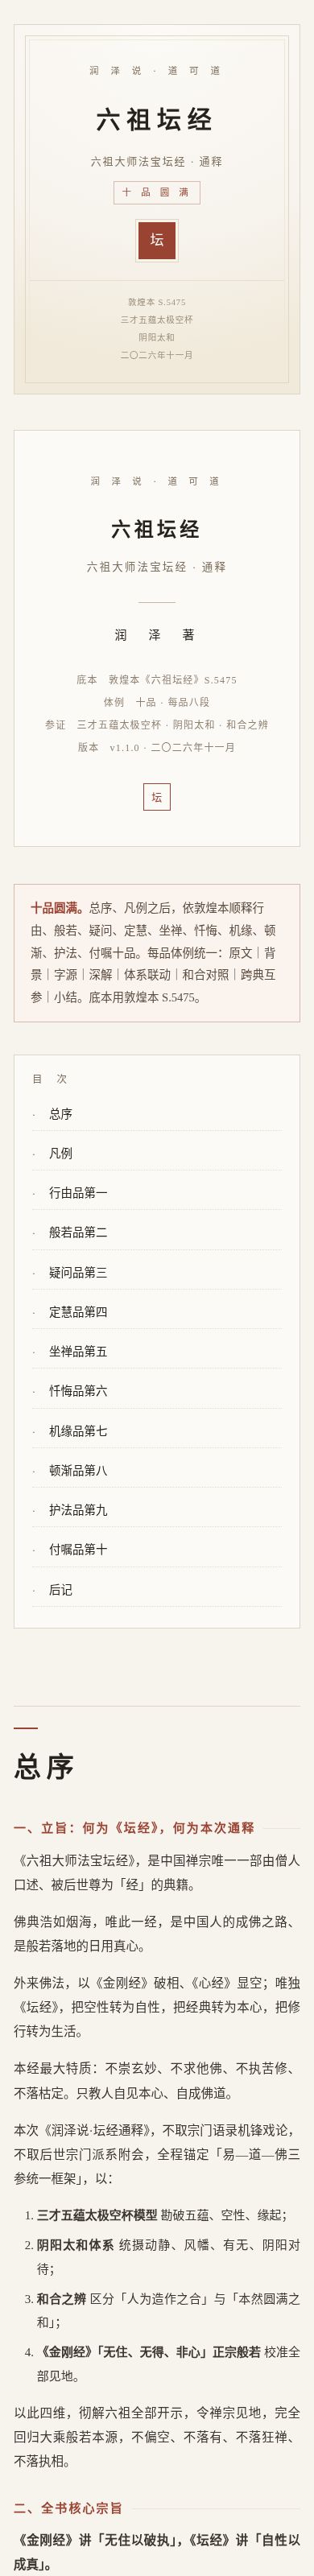 润 泽 说 · 道 可 道
六祖坛经
六祖大师法宝坛经 · 通释
十 品 圆 满
坛
敦煌本 S.5475
三才五蕴太极空杯
阴阳太和
二〇二六年十一月
润 泽 说 · 道 可 道
六祖坛经
六祖大师法宝坛经 · 通释
润 泽 著
底本 敦煌本《六祖坛经》S.5475
体例 十品 · 每品八段
参证 三才五蕴太极空杯 · 阴阳太和 · 和合之辨
版本 v1.1.0 · 二〇二六年十一月
坛
十品圆满。总序、凡例之后，依敦煌本顺释行
由、般若、疑问、定慧、坐禅、忏悔、机缘、顿
渐、护法、付嘱十品。每品体例统一：原文｜背
景｜字源｜深解｜体系联动｜和合对照｜跨典互
参｜小结。底本用敦煌本 S.5475。
目 次
· 总序
· 凡例
· 行由品第一
· 般若品第二
· 疑问品第三
· 定慧品第四
· 坐禅品第五
· 忏悔品第六
· 机缘品第七
· 顿渐品第八
· 护法品第九
· 付嘱品第十
· 后记
总序
一、立旨：何为《坛经》，何为本次通释
《六祖大师法宝坛经》，是中国禅宗唯一一部由僧人
口述、被后世尊为「经」的典籍。
佛典浩如烟海，唯此一经，是中国人的成佛之路、
是般若落地的日用真心。
外来佛法，以《金刚经》破相、《心经》显空；唯独
《坛经》，把空性转为自性，把经典转为本心，把修
行转为生活。
本经最大特质：不崇玄妙、不求他佛、不执苦修、
不落枯定。只教人自见本心、自成佛道。
本次《润泽说·坛经通释》，不取宗门语录机锋戏论，
不取后世宗门派系附会，全程锚定「易—道—佛三
参统一框架」，以：
1. 三才五蕴太极空杯模型 勘破五蕴、空性、缘起；
2. 阴阳太和体系 统摄动静、风幡、有无、阴阳对
待；
3. 和合之辨 区分「人为造作之合」与「本然圆满之
和」；
4. 《金刚经》「无住、无得、非心」正宗般若 校准全
部见地。
以此四维，彻解六祖全部开示，令禅宗见地，完全
回归大乘般若本源，不偏空、不落有、不落狂禅、
不落执相。
二、全书核心宗旨
《金刚经》讲「无住以破执」，《坛经》讲「自性以
成真」。